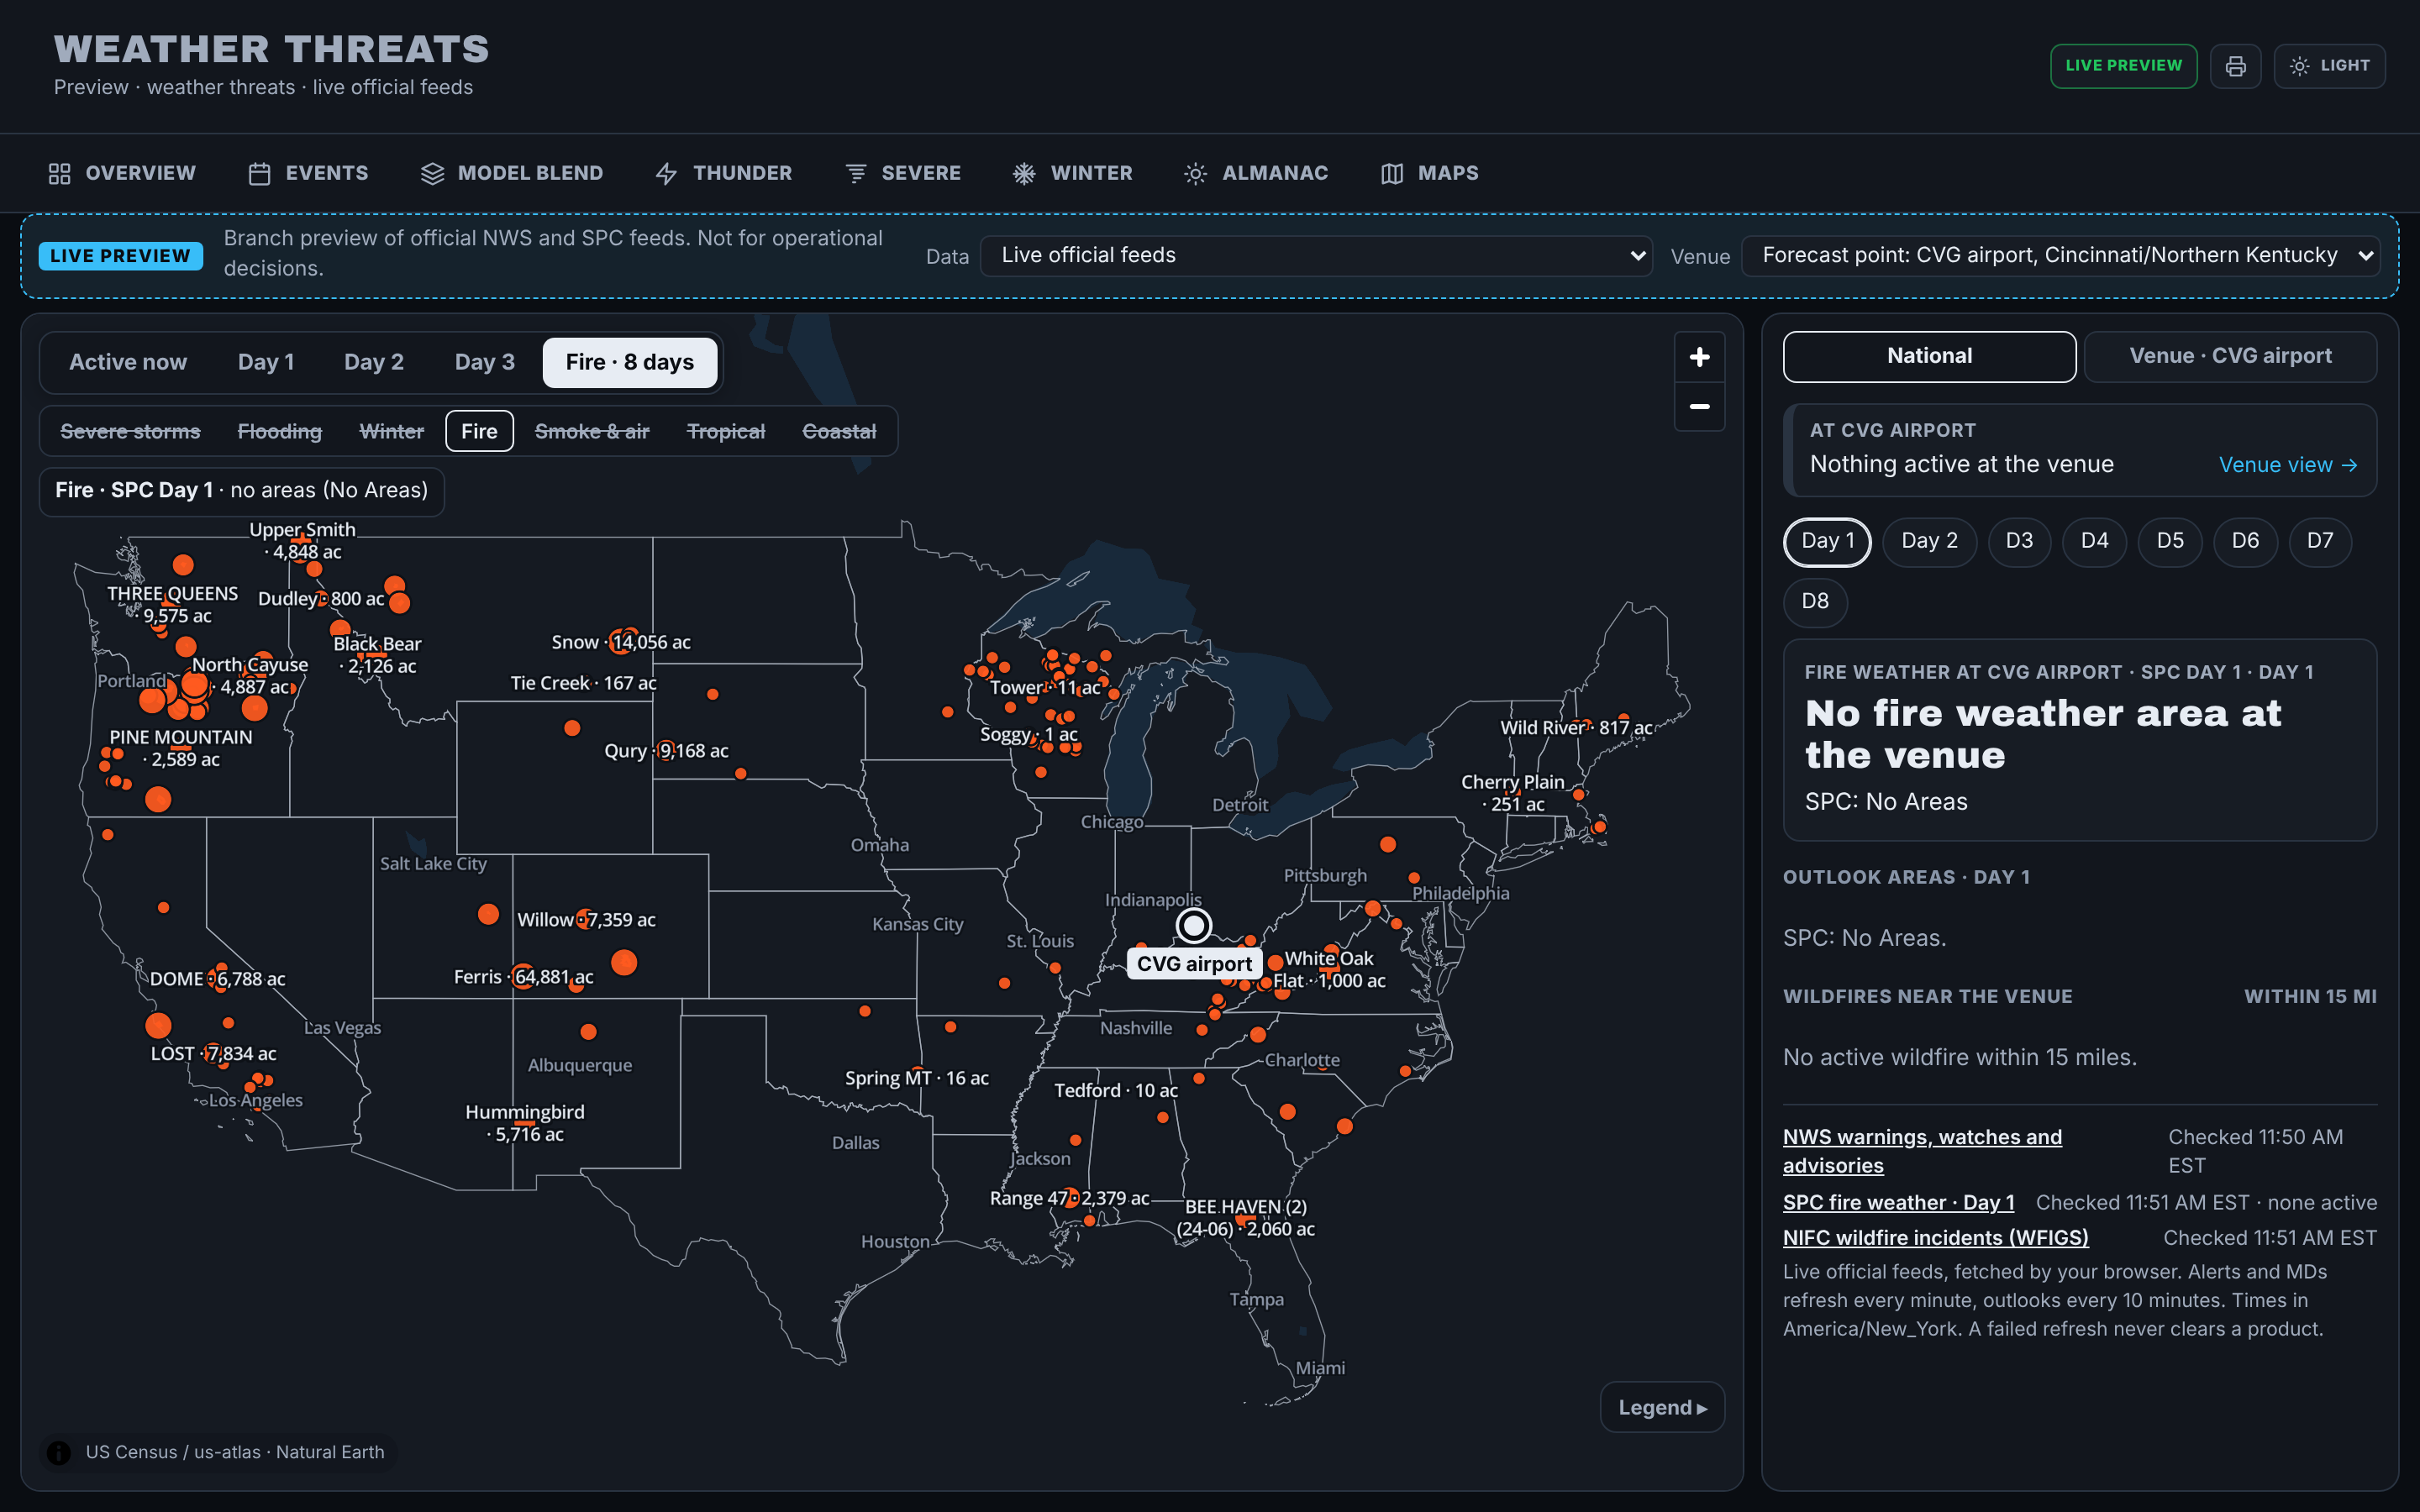 WEATHER THREATS
Preview · weather threats · live official feeds
LIVE PREVIEW
LIGHT
OVERVIEW
EVENTS
MODEL BLEND
THUNDER
SEVERE
WINTER
ALMANAC
MAPS
LIVE PREVIEW
Branch preview of official NWS and SPC feeds. Not for operational
decisions.
Data
Live official feeds
Venue
Forecast point: CVG airport, Cincinnati/Northern Kentucky
Active now
Day 1
Day 2
Day 3
Fire · 8 days
Severe storms
Flooding
Winter
Fire
Smoke & air
Tropical
Coastal
Fire · SPC Day 1 · no areas (No Areas)
+
−
Upper Smith
· 4,848 ac
THREE QUEENS
· 9,575 ac
Dudley · 800 ac
Black Bear
· 2,126 ac
Snow · 14,056 ac
North Cayuse
· 4,887 ac
Portland
Tie Creek · 167 ac
Tower · 11 ac
PINE MOUNTAIN
· 2,589 ac
Qury · 9,168 ac
Soggy · 1 ac
Wild River · 817 ac
Cherry Plain
· 251 ac
Detroit
Chicago
Omaha
Salt Lake City
Pittsburgh
Philadelphia
Indianapolis
Willow · 7,359 ac
Kansas City
St. Louis
CVG airport
White Oak
Flat · 1,000 ac
DOME · 6,788 ac
Ferris · 64,881 ac
Las Vegas
Nashville
LOST · 7,834 ac
Albuquerque
Charlotte
Spring MT · 16 ac
Tedford · 10 ac
Los Angeles
Hummingbird
· 5,716 ac
Dallas
Jackson
Range 47 · 2,379 ac
BEE HAVEN (2)
(24-06) · 2,060 ac
Houston
Tampa
Miami
Legend ▸
US Census / us-atlas · Natural Earth
National
Venue · CVG airport
AT CVG AIRPORT
Nothing active at the venue
Venue view →
Day 1
Day 2
D3
D4
D5
D6
D7
D8
FIRE WEATHER AT CVG AIRPORT · SPC DAY 1 · DAY 1
No fire weather area at
the venue
SPC: No Areas
OUTLOOK AREAS · DAY 1
SPC: No Areas.
WILDFIRES NEAR THE VENUE
WITHIN 15 MI
No active wildfire within 15 miles.
NWS warnings, watches and
advisories
Checked 11:50 AM
EST
SPC fire weather · Day 1
Checked 11:51 AM EST · none active
NIFC wildfire incidents (WFIGS)
Checked 11:51 AM EST
Live official feeds, fetched by your browser. Alerts and MDs
refresh every minute, outlooks every 10 minutes. Times in
America/New_York. A failed refresh never clears a product.